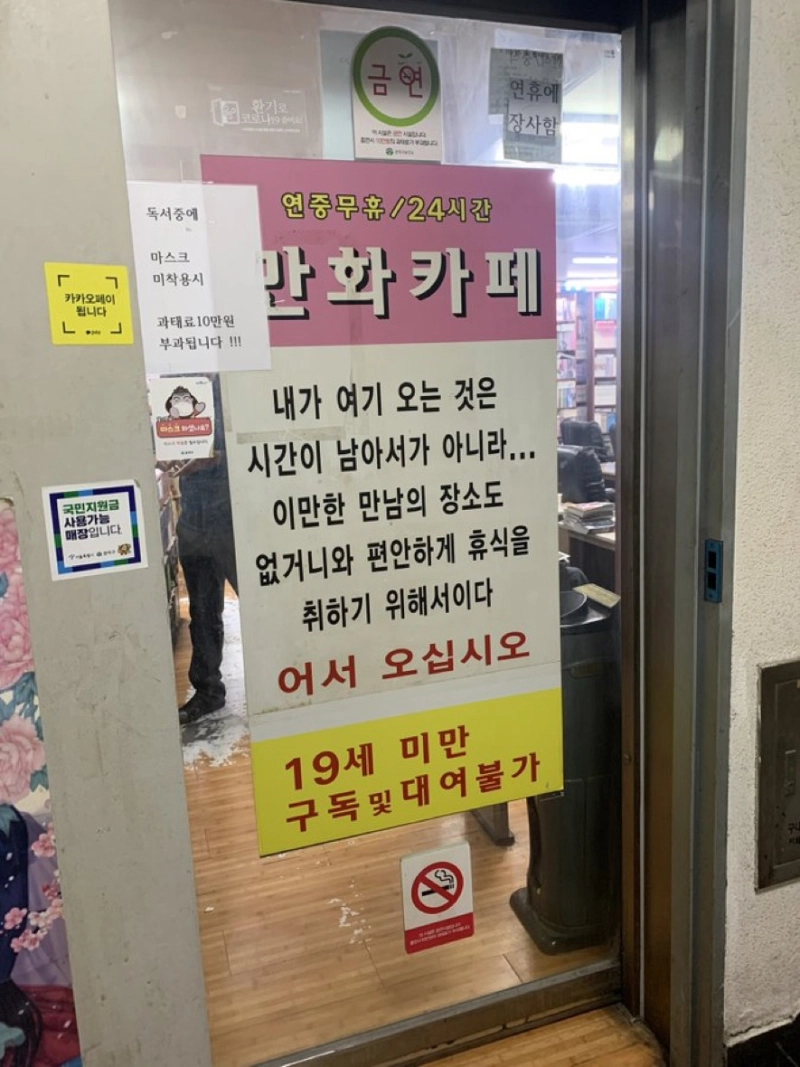 금연
연휴에
장사함
환기로
연중무휴/24시간
만화카페
독서중에
마스크
미착용시
과태료10만원
부과됩니다 !!!
카카오페이
됩니다
내가 여기 오는 것은
시간이 남아서가 아니라...
이만한 만남의 장소도
없거니와 편안하게 휴식을
취하기 위해서이다
어서 오십시오
국민지원금
사용가능
매장입니다.
19세 미만
구독 및 대여불가